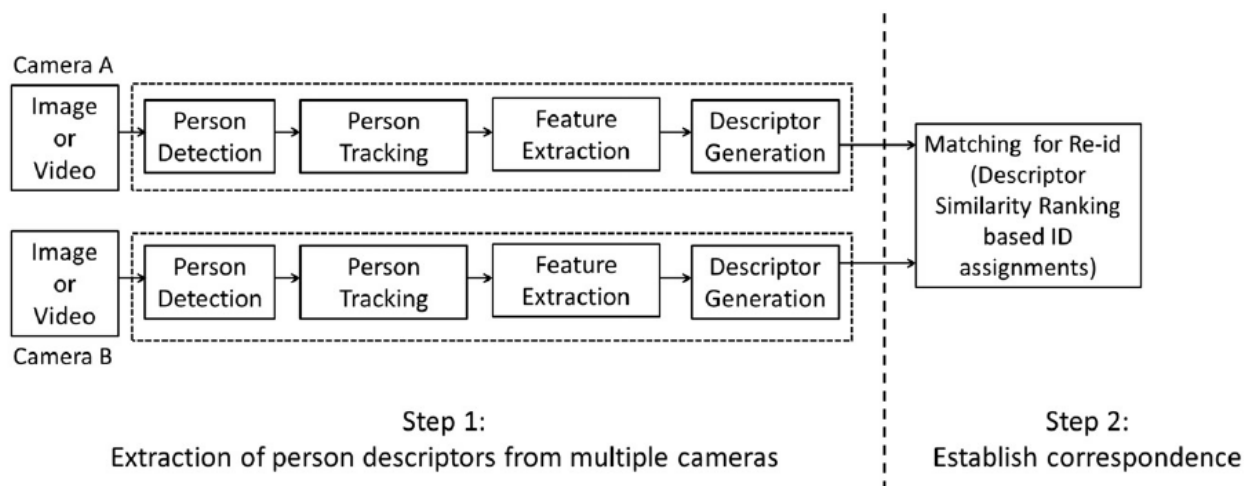 Camera A
Image
or
Video
Person
Detection
Person
Tracking
Feature
Extraction
Descriptor
Generation
Image
or
Video
Camera B
Person
Detection
Person
Tracking
Feature
Extraction
Descriptor
Generation
Matching for Re-id
(Descriptor
Similarity Ranking
based ID
assignments)
Step 1:
Extraction of person descriptors from multiple cameras
Step 2:
Establish correspondence